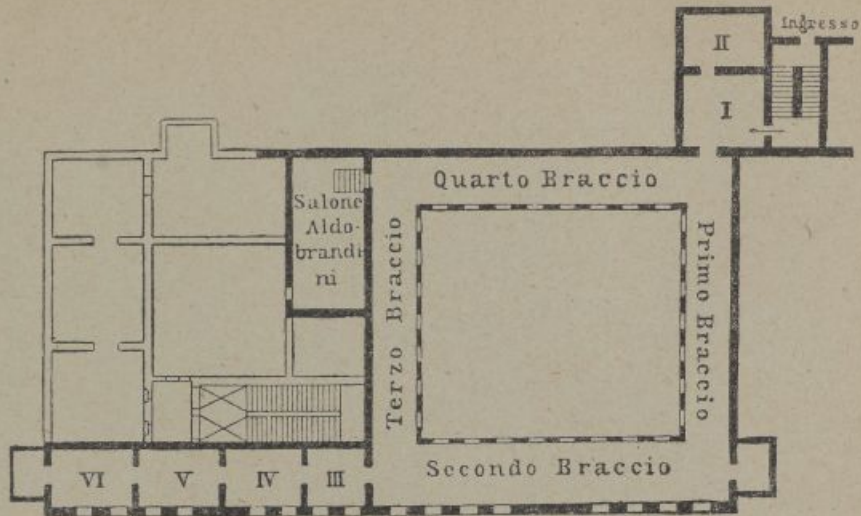 Ingresso
II
I
Quarto Braccio
Salone
Aldo-
brandi
ni
Terzo Braccio
Primo Braccio
Secondo Braccio
VI
V
IV
III